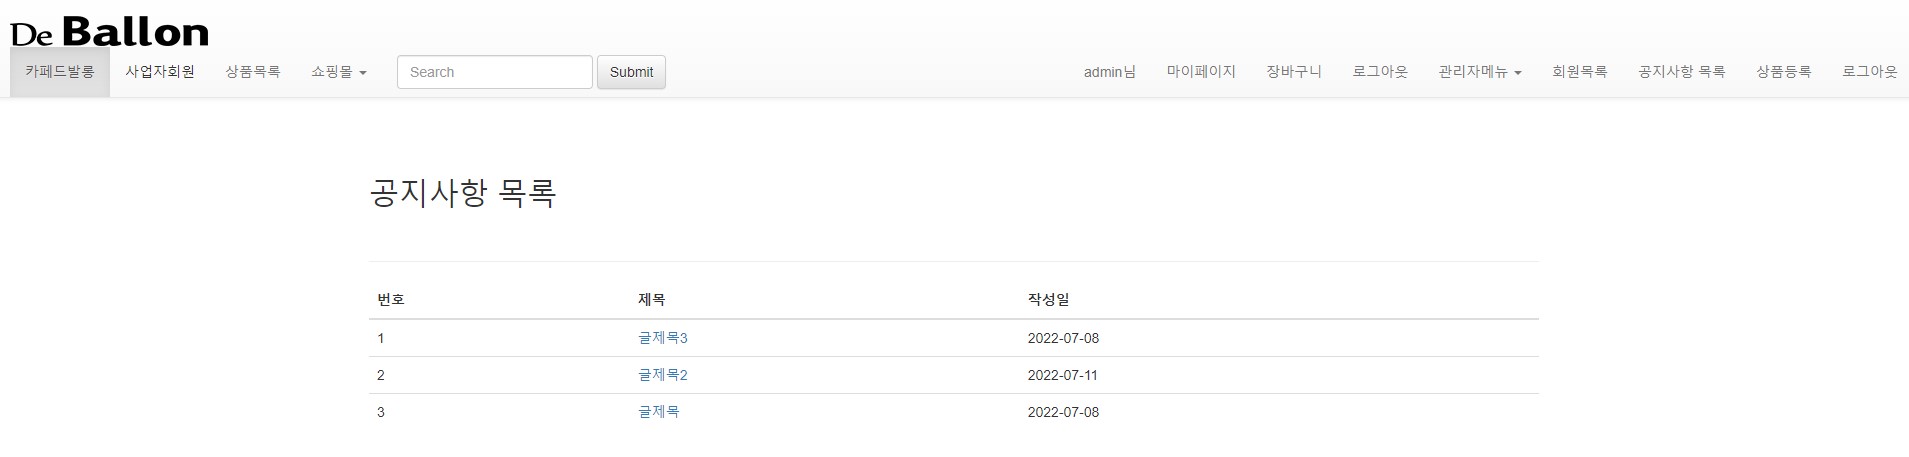 De Ballon
카페드발롱 사업자회원 상품목록 쇼핑몰 Search Submit admin님 마이페이지 장바구니 로그아웃 관리자메뉴 회원목록 공지사항 목록 상품등록 로그아웃
공지사항 목록
번호 제목 작성일
1 글제목3 2022-07-08
2 글제목2 2022-07-11
3 글제목 2022-07-08